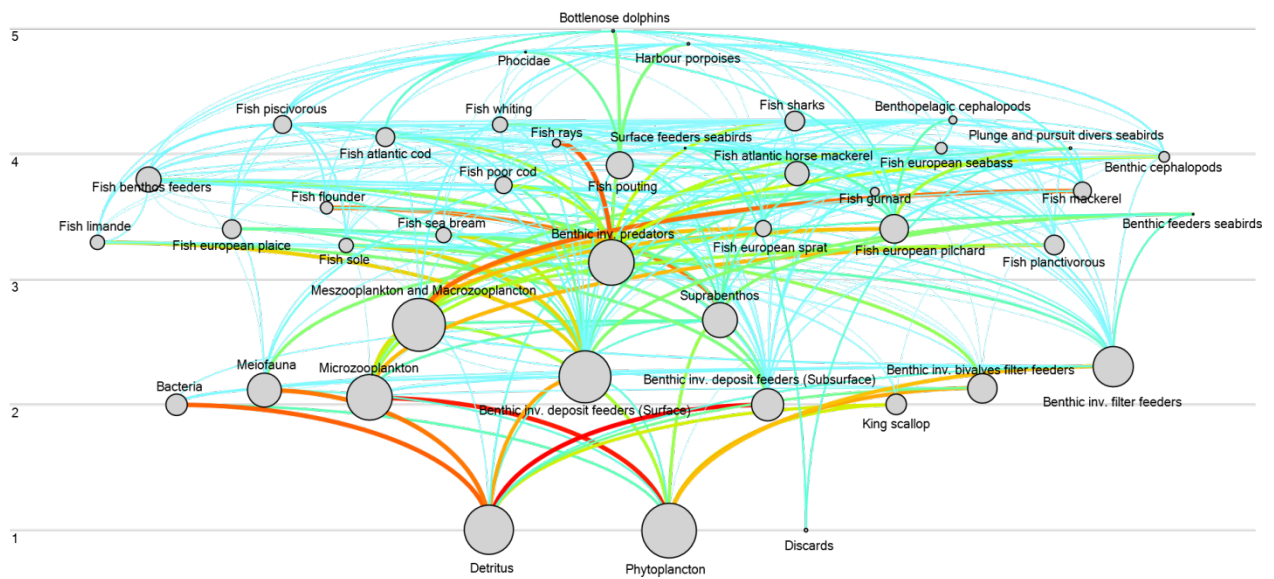 Bottlenose dolphins
5
Harbour porpoises
Phocidae
Fish piscivorous
Fish whiting
Fish sharks
Benthopelagic cephalopods
Fish rays
Surface feeders seabirds
Plunge and pursuit divers seabirds
4
Fish atlantic cod
Fish atlantic horse mackerel
Fish european seabass
Benthic cephalopods
Fish poor cod
Fish benthos feeders
Fish pouting
Fish flounder
Fish gurnard
Fish mackerel
Fish limande
Fish sea bream
Benthic feeders seabirds
Benthic inv. predators
Fish european plaice
Fish sole
Fish european sprat
Fish european pilchard
Fish planctivorous
3
Meszooplankton and Macrozooplancton
Suprabenthos
Meiofauna
Microzooplankton
Benthic inv. bivalves filter feeders
Bacteria
Benthic inv. deposit feeders (Subsurface)
2
Benthic inv. deposit feeders (Surface)
Benthic inv. filter feeders
King scallop
1
Discards
Detritus
Phytoplancton